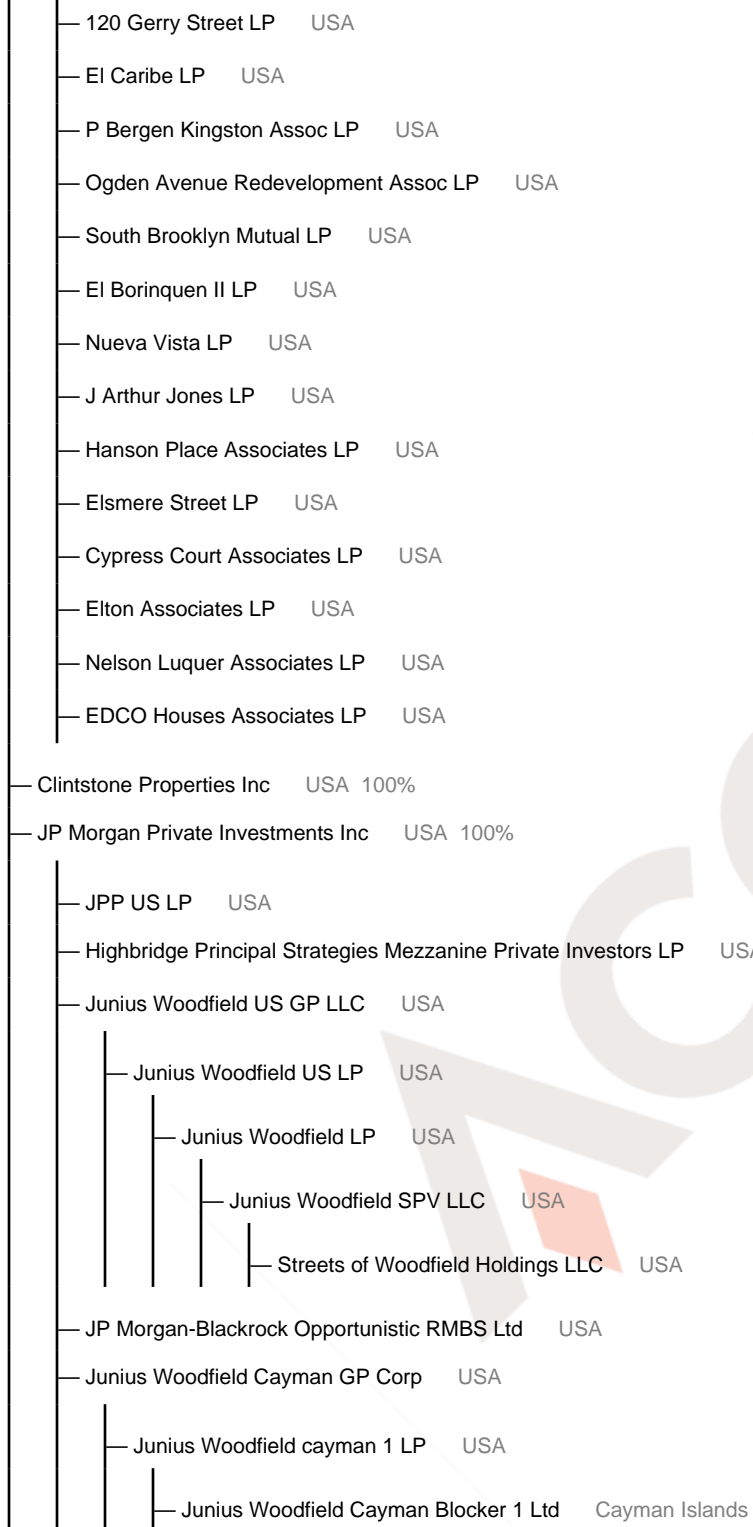 120 Gerry Street LP USA
El Caribe LP USA
P Bergen Kingston Assoc LP USA
Ogden Avenue Redevelopment Assoc LP USA
South Brooklyn Mutual LP USA
El Borinquen II LP USA
Nueva Vista LP USA
J Arthur Jones LP USA
Hanson Place Associates LP USA
Elsmere Street LP USA
Cypress Court Associates LP USA
Elton Associates LP USA
Nelson Luquer Associates LP USA
EDCO Houses Associates LP USA
Clintstone Properties Inc USA 100%
JP Morgan Private Investments Inc USA 100%
JPP US LP USA
Highbridge Principal Strategies Mezzanine Private Investors LP
Junius Woodfield US GP LLC USA
Junius Woodfield US LP USA
Junius Woodfield LP USA
Junius Woodfield SPV LLC USA
Streets of Woodfield Holdings LLC USA
JP Morgan-Blackrock Opportunistic RMBS Ltd USA
Junius Woodfield Cayman GP Corp USA
Junius Woodfield cayman 1 LP USA
Junius Woodfield Cayman Blocker 1 Ltd Cayman Islands